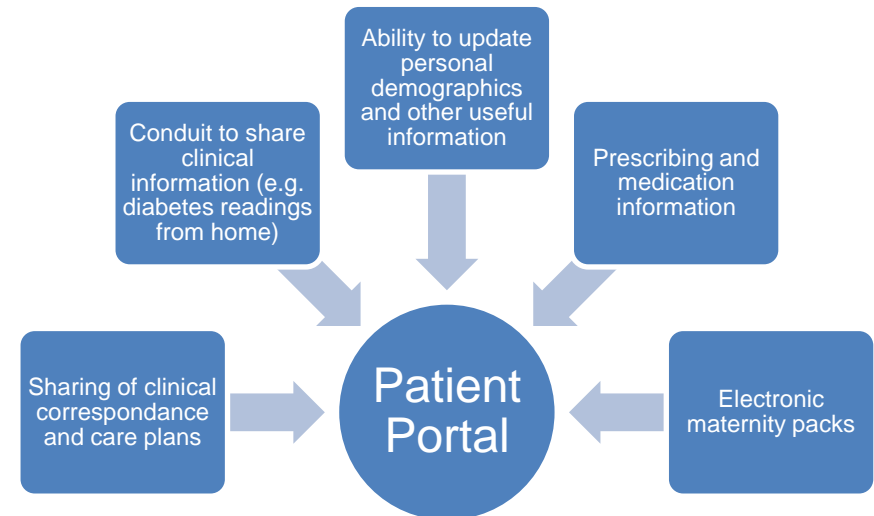 Ability to update
personal
demographics
and other useful
information
Conduit to share
clinical
information (e.g.
diabetes readings
from home)
Prescribing and
medication
information
Sharing of clinical
correspondance
and care plans
Patient
Portal
Electronic
maternity packs